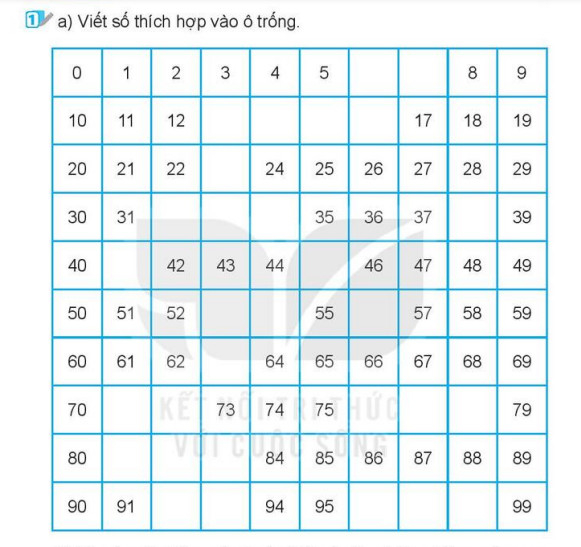 1 a) Viết số thích hợp vào ô trống.
0 1 2 3 4 5 8 9
10 11 12 17 18 19
20 21 22 24 25 26 27 28 29
30 31 35 36 37 39
40 42 43 44 46 47 48 49
50 51 52 55 57 58 59
60 61 62 64 65 66 67 68 69
70 73 74 75 79
80 84 85 86 87 88 89
90 91 94 95 99
KẾT NỐI TRI THỨC
VỚI CUỘC SỐNG